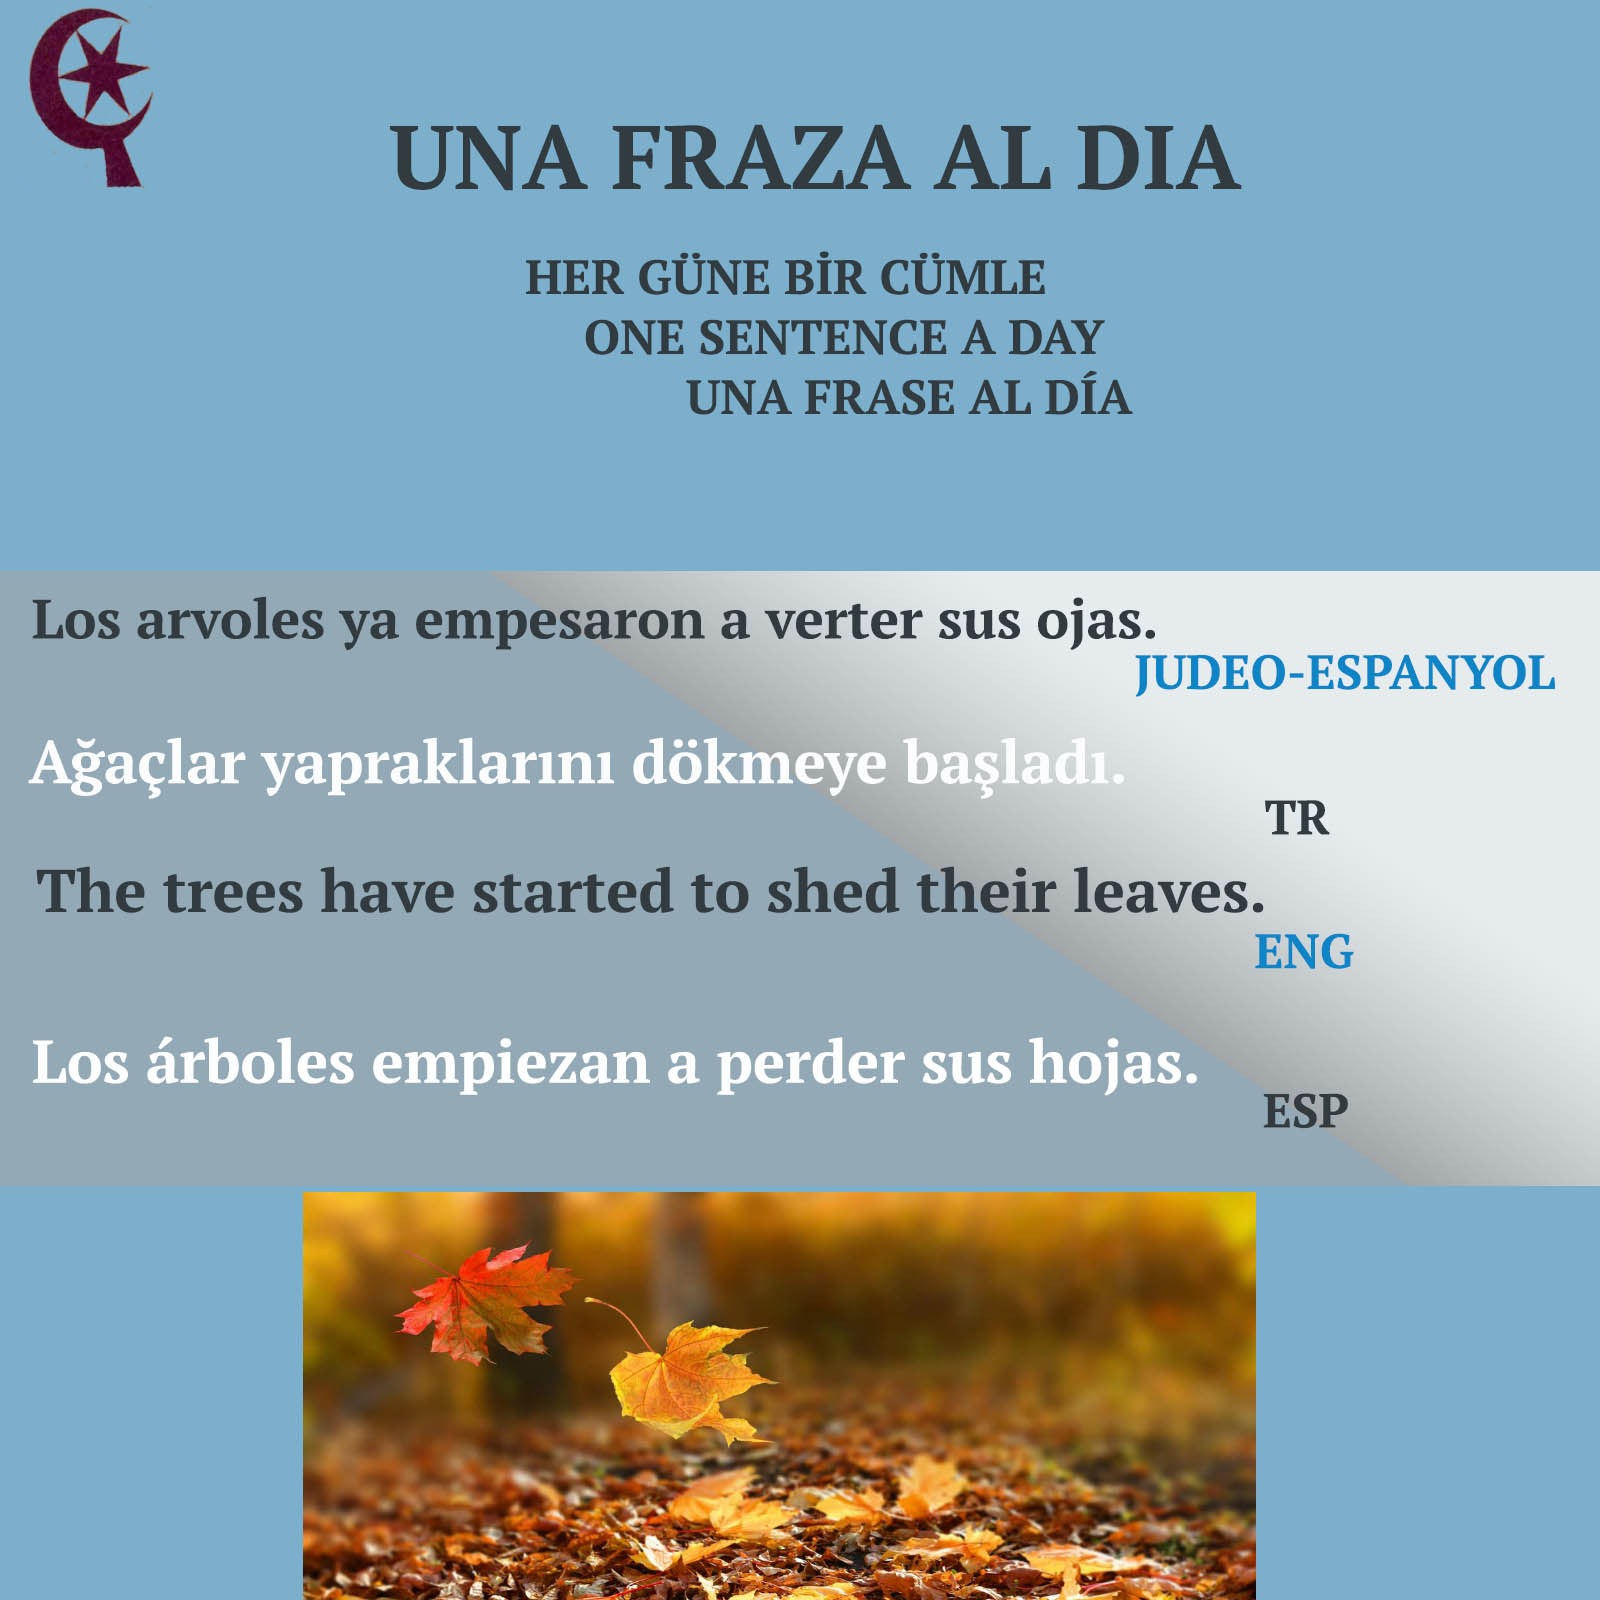 UNA FRAZA AL DIA
HER GÜNE BİR CÜMLE
ONE SENTENCE A DAY
UNA FRASE AL DÍA
Los arvoles ya empesaron a verter sus ojas.
JUDEO-ESPANYOL
Ağaçlar yapraklarını dökmeye başladı.
TR
The trees have started to shed their leaves.
ENG
Los árboles empiezan a perder sus hojas.
ESP